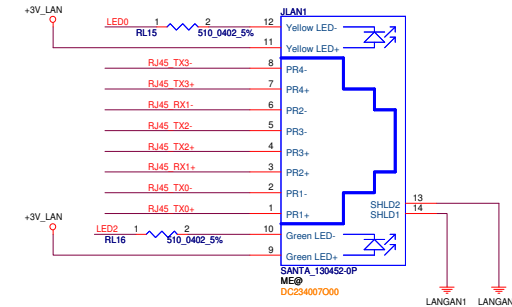 JLAN1
+3V_LAN
LED0 1 2 12 Yellow LED-
RL15 510_0402_5%
11 Yellow LED+
RJ45_TX3- 8 PR4-
RJ45_TX3+ 7 PR4+
RJ45_RX1- 6 PR2-
RJ45_TX2- 5 PR3-
RJ45_TX2+ 4 PR3+
RJ45_RX1+ 3 PR2+
RJ45_TX0- 2 PR1-
RJ45_TX0+ 1 PR1+
SHLD2 13
SHLD1 14
+3V_LAN
LED2 1 2 10 Green LED-
RL16 510_0402_5%
9 Green LED+
SANTA_130452-0P
ME@
DC234007O00
LANGAN1 LANGAN